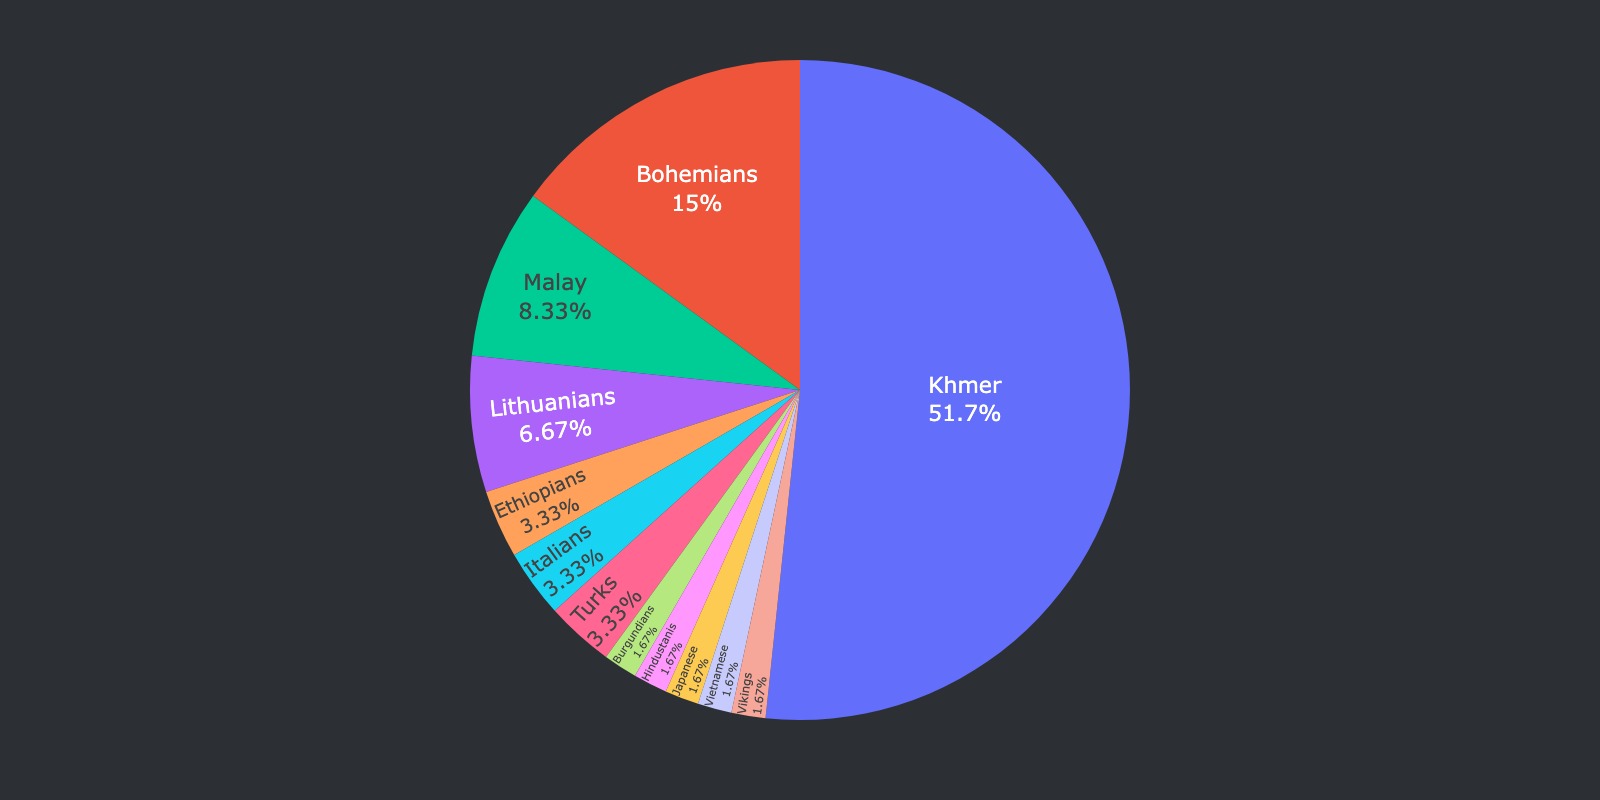 Bohemians
15%
Khmer
51.7%
Malay
8.33%
Lithuanians
6.67%
Ethiopians
3.33%
Italians
3.33%
Turks
3.33%
Burgundians
1.67%
Hindustanis
1.67%
Japanese
1.67%
Vietnamese
1.67%
Vikings
1.67%